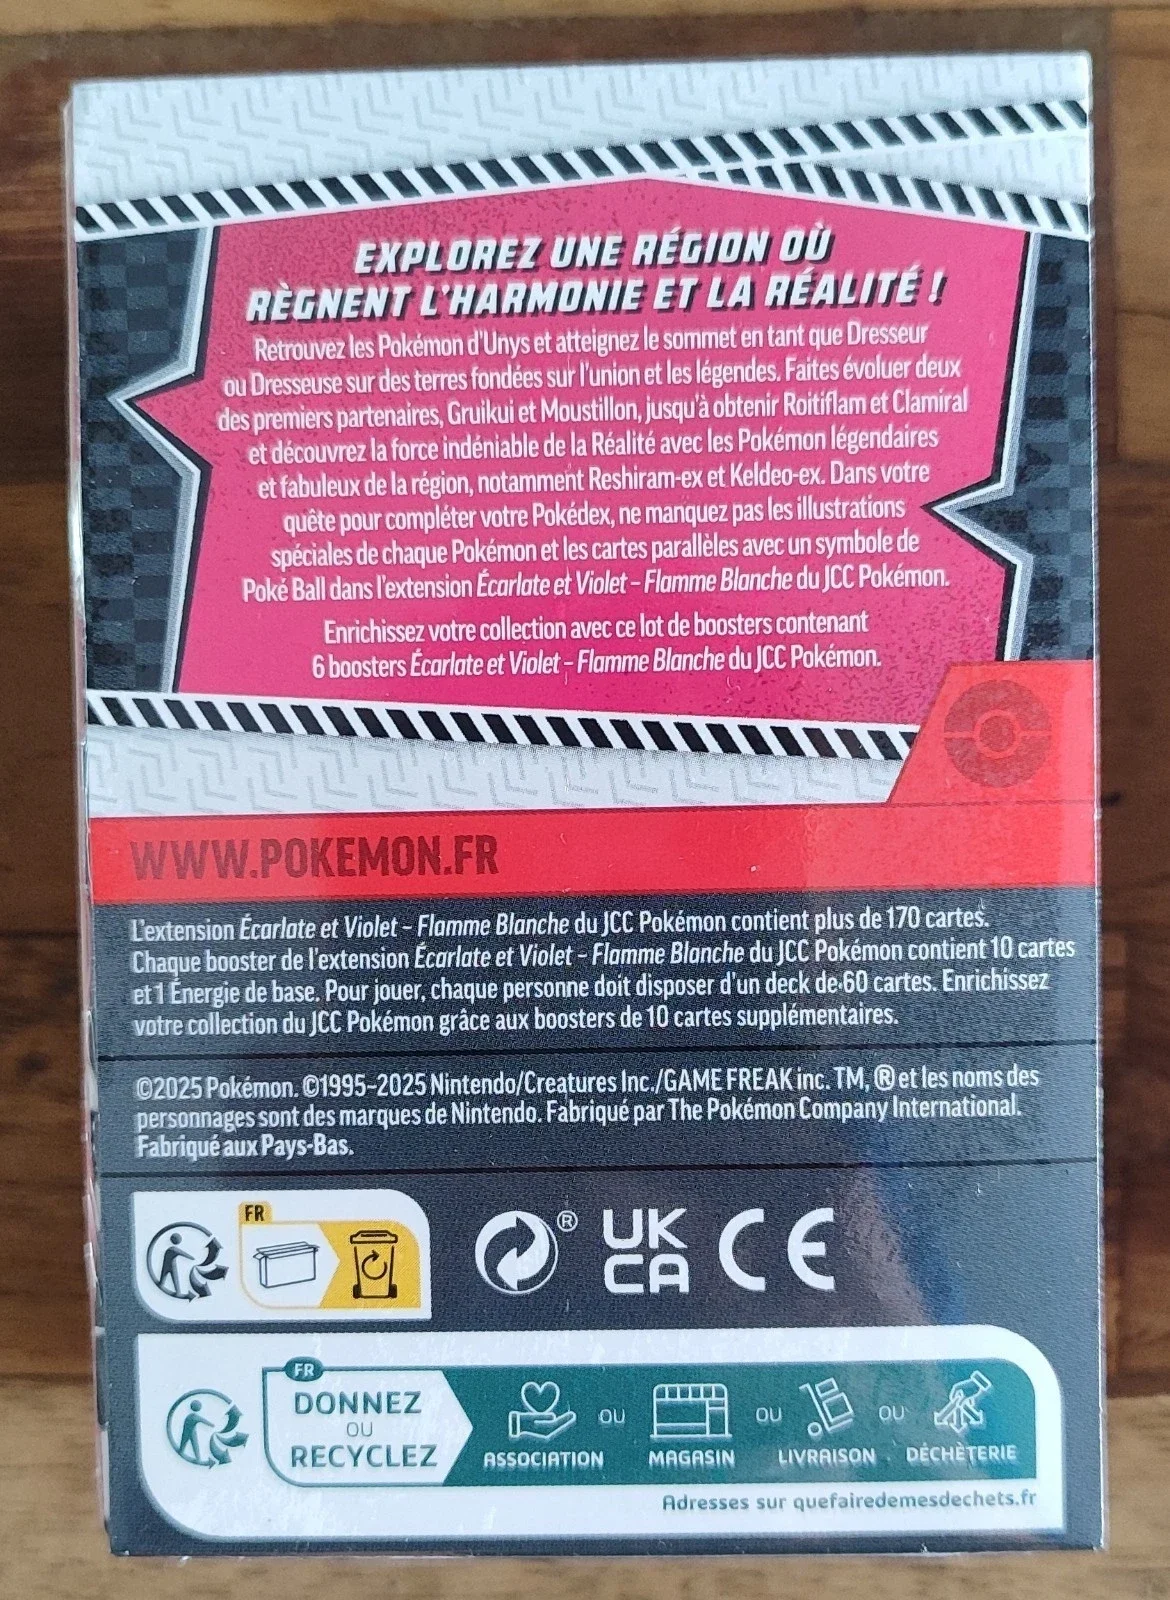 EXPLOREZ UNE RÉGION OÙ
RÈGNENT L'HARMONIE ET LA RÉALITÉ !
Retrouvez les Pokémon d'Unys et atteignez le sommet en tant que Dresseur
ou Dresseuse sur des terres fondées sur l'union et les légendes. Faites évoluer deux
des premiers partenaires, Gruikui et Moustillon, jusqu'à obtenir Roitiflam et Clamiral
et découvrez la force indéniable de la Réalité avec les Pokémon légendaires
et fabuleux de la région, notamment Reshiram-ex et Keldeo-ex. Dans votre
quête pour compléter votre Pokédex, ne manquez pas les illustrations
spéciales de chaque Pokémon et les cartes parallèles avec un symbole de
Poké Ball dans l'extension Écarlate et Violet – Flamme Blanche du JCC Pokémon.
Enrichissez votre collection avec ce lot de boosters contenant
6 boosters Écarlate et Violet – Flamme Blanche du JCC Pokémon.
WWW.POKEMON.FR
L'extension Écarlate et Violet – Flamme Blanche du JCC Pokémon contient plus de 170 cartes.
Chaque booster de l'extension Écarlate et Violet – Flamme Blanche du JCC Pokémon contient 10 cartes
et 1 Énergie de base. Pour jouer, chaque personne doit disposer d'un deck de 60 cartes. Enrichissez
votre collection du JCC Pokémon grâce aux boosters de 10 cartes supplémentaires.
©2025 Pokémon. ©1995–2025 Nintendo/Creatures Inc./GAME FREAK inc. TM, ® et les noms des
personnages sont des marques de Nintendo. Fabriqué par The Pokémon Company International.
Fabriqué aux Pays-Bas.
FR
®
UK
CA
CE
FR
DONNEZ
OU
RECYCLEZ
ASSOCIATION OU MAGASIN OU LIVRAISON OU DÉCHÈTERIE
Adresses sur quefairedemesdechets.fr